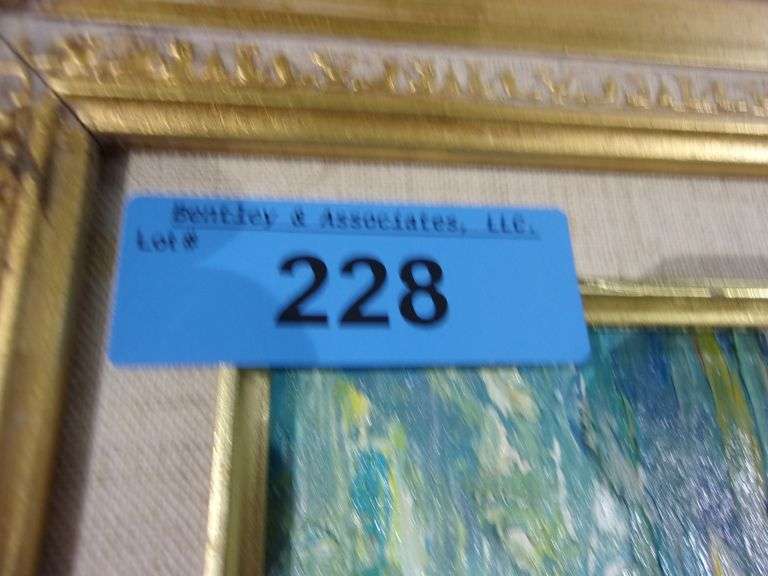 Bentley & Associates, LLC.
Lot#
228